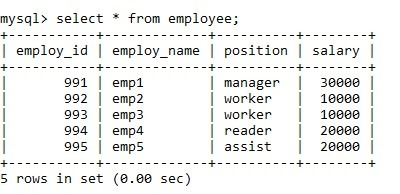 mysql> select * from employee;
+-----------+-------------+----------+--------+
| employ_id | employ_name | position | salary |
+-----------+-------------+----------+--------+
|       991 | emp1        | manager  |  30000 |
|       992 | emp2        | worker   |  10000 |
|       993 | emp3        | worker   |  10000 |
|       994 | emp4        | reader   |  20000 |
|       995 | emp5        | assist   |  20000 |
+-----------+-------------+----------+--------+
5 rows in set (0.00 sec)